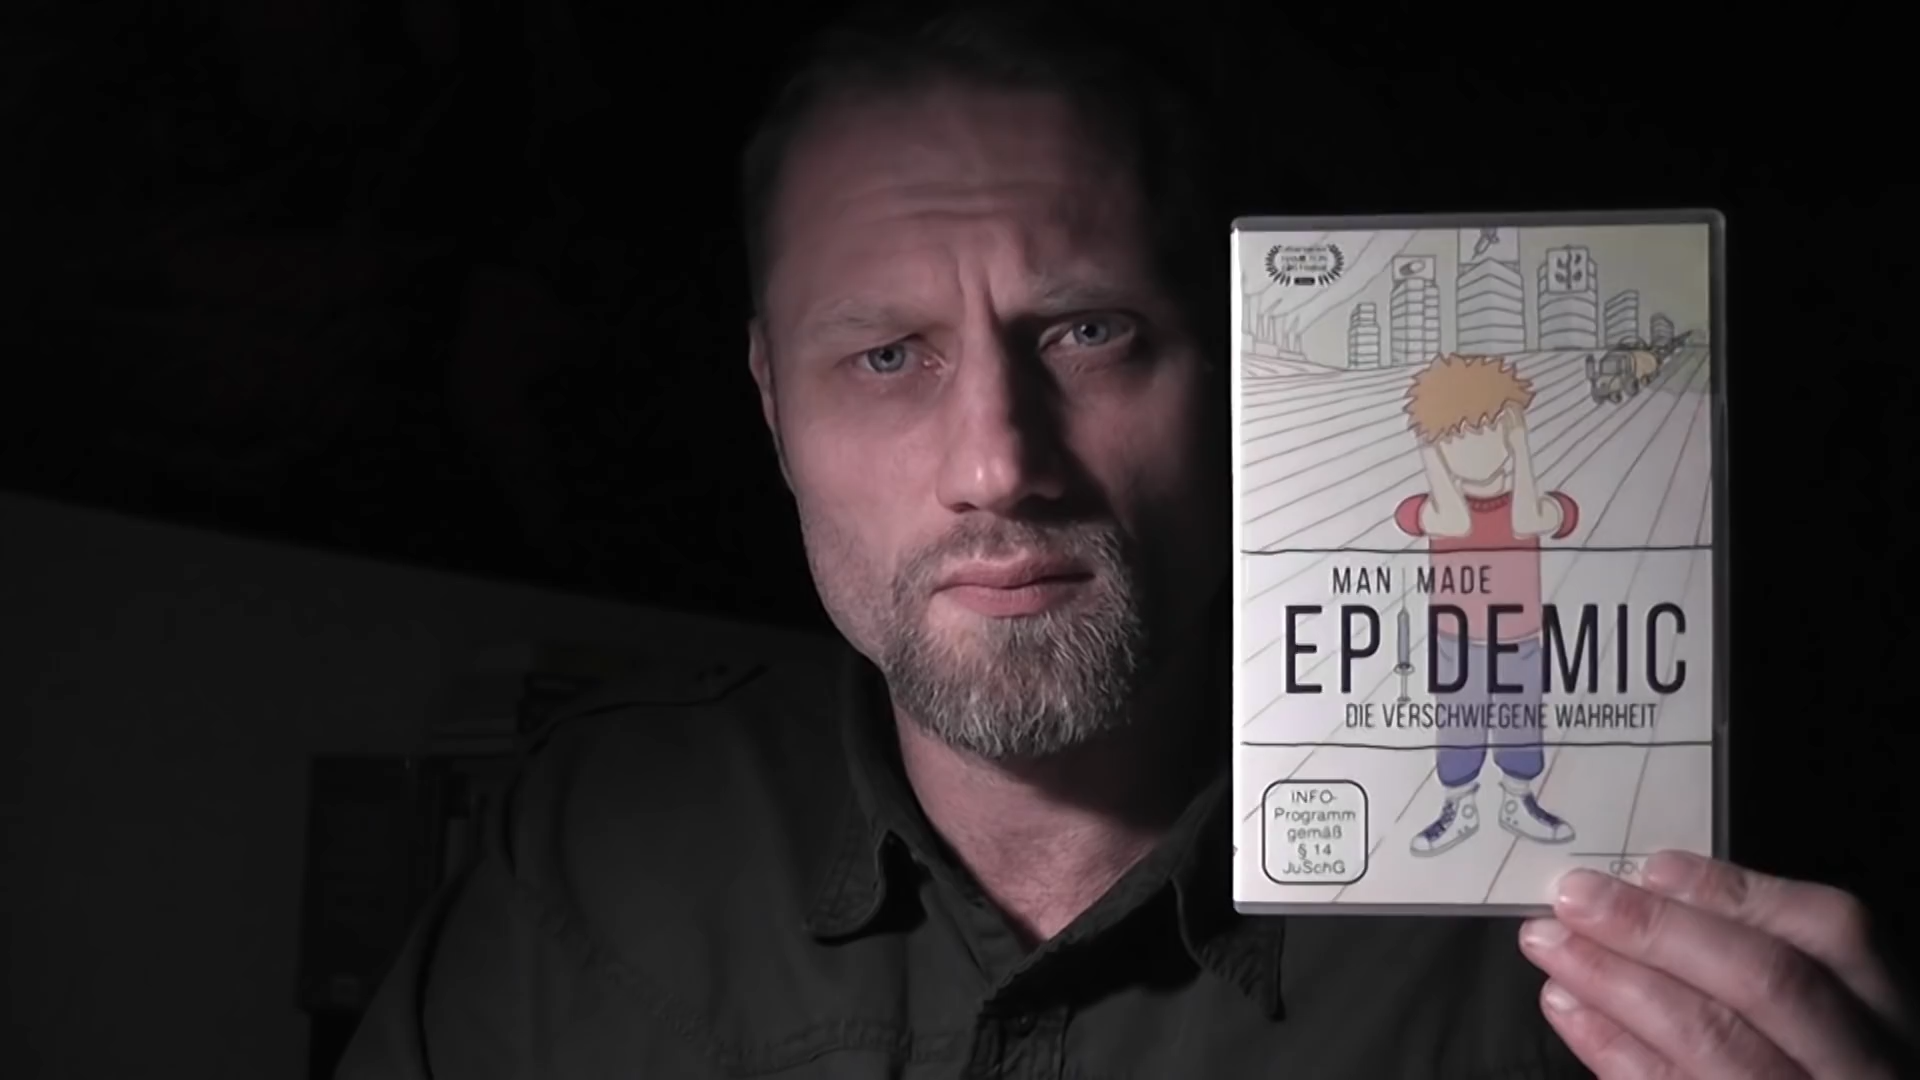 MAN MADE
EPIDEMIC
DIE VERSCHWIEGENE WAHRHEIT
INFO-
Programm
gemäß
§ 14
JuSchG